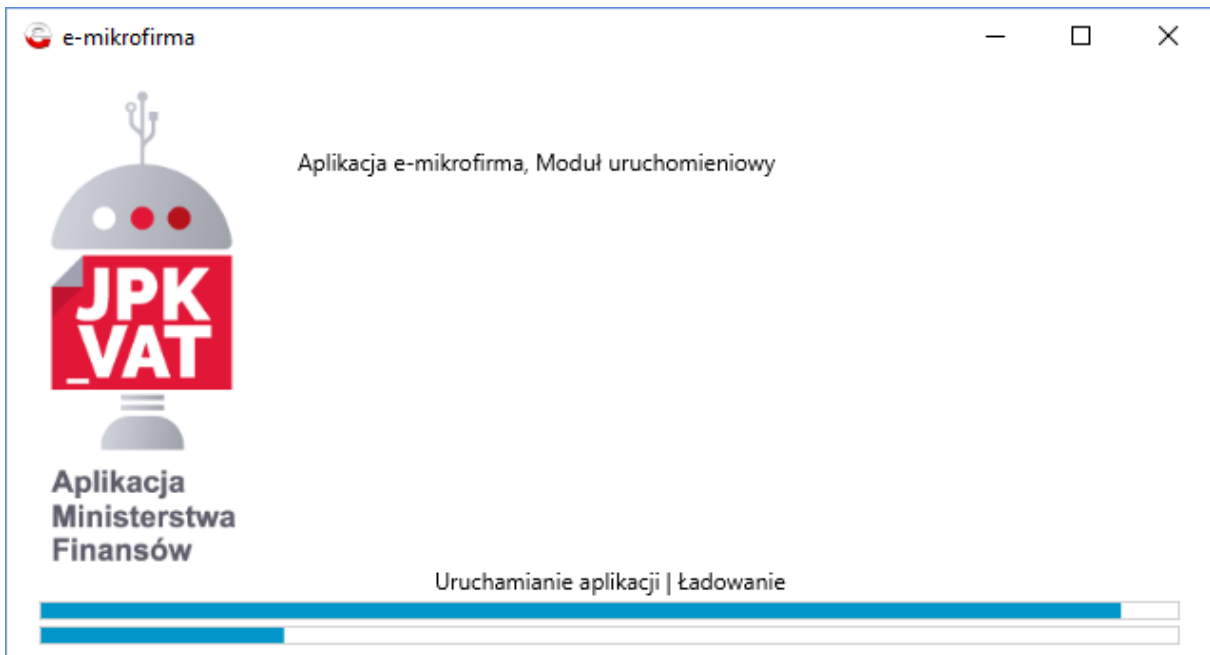 e-mikrofirma
Aplikacja e-mikrofirma, Moduł uruchomieniowy
JPK
_VAT
Aplikacja
Ministerstwa
Finansów
Uruchamianie aplikacji | Ładowanie